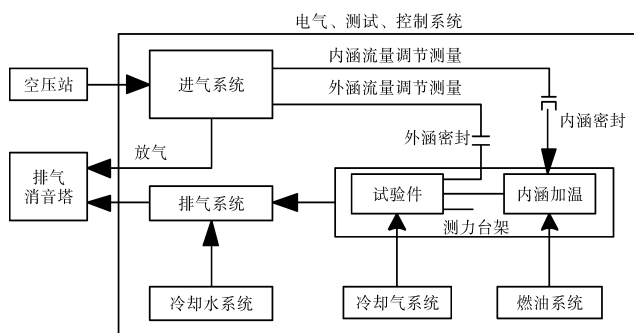 电气、测试、控制系统
内涵流量调节测量
空压站
进气系统
外涵流量调节测量
内涵密封
外涵密封
放气
排气
消音塔
排气系统
试验件
内涵加温
测力台架
冷却水系统
冷却气系统
燃油系统